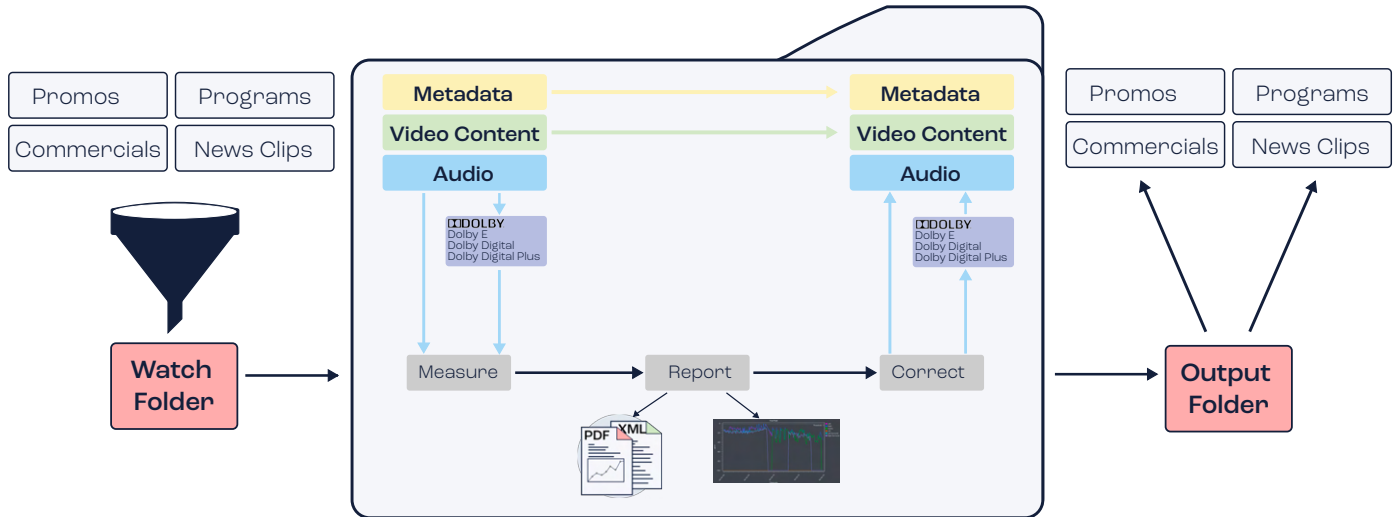 Promos
Programs
Commercials
News Clips
Watch
Folder
Metadata
Video Content
Audio
DOLBY
Dolby E
Dolby Digital
Dolby Digital Plus
Metadata
Video Content
Audio
DOLBY
Dolby E
Dolby Digital
Dolby Digital Plus
Measure
Report
Correct
PDF
XML
Promos
Programs
Commercials
News Clips
Output
Folder